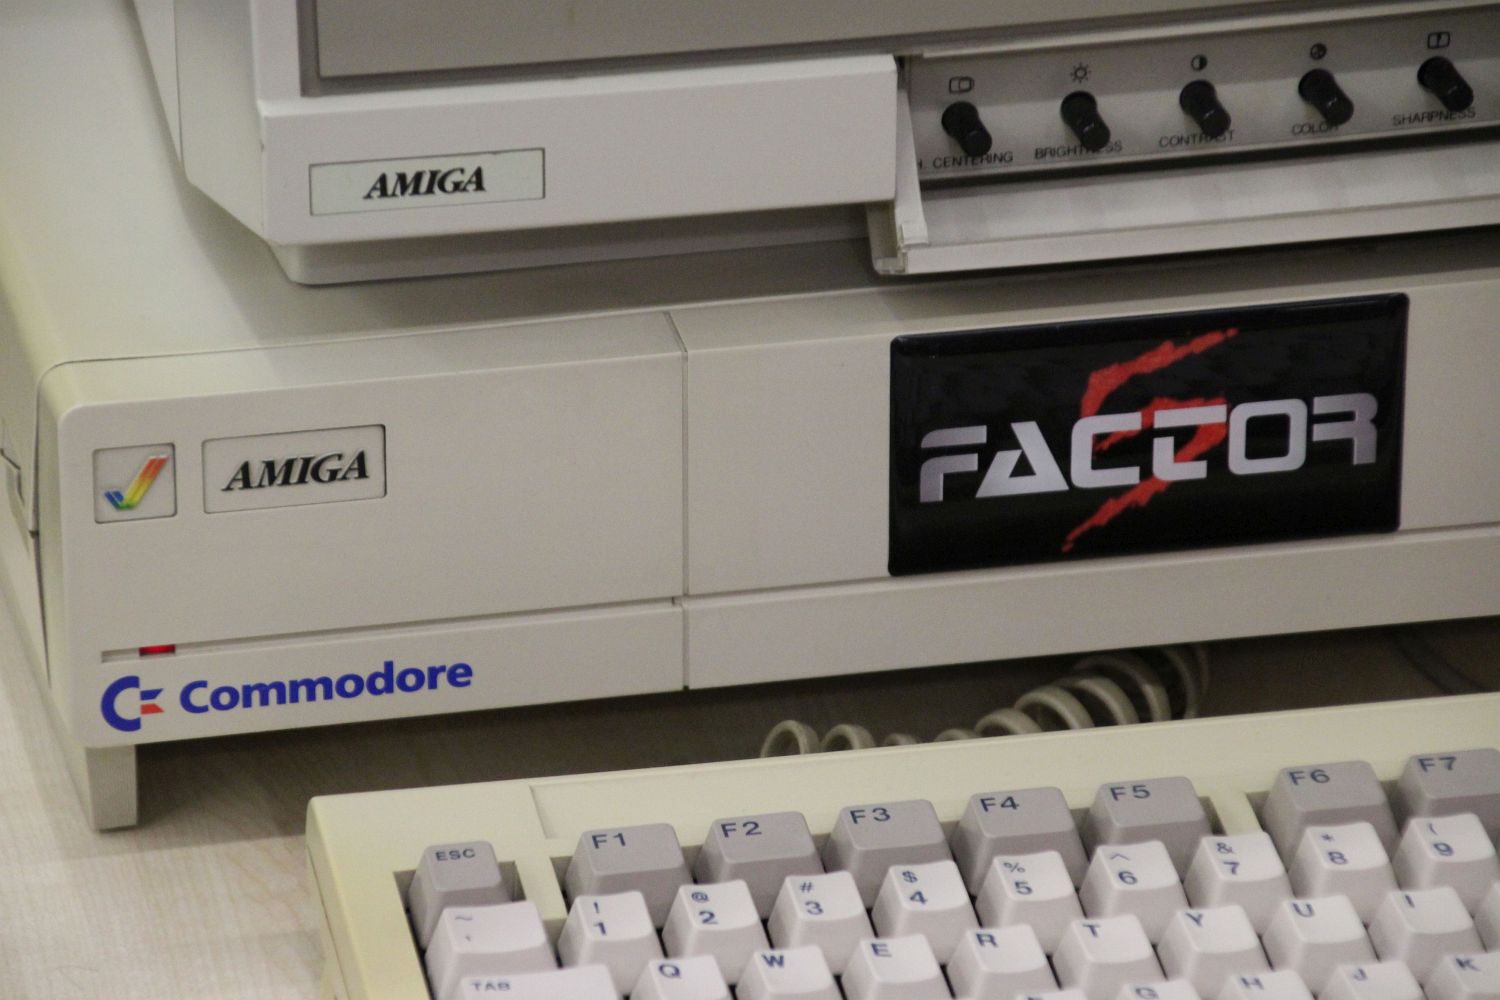 AMIGA
H. CENTERING BRIGHTNESS CONTRAST COLOR SHARPNESS
AMIGA
FACTOR
5
Commodore
ESC F1 F2 F3 F4 F5 F6 F7
~ ! @ # $ % ^ & * (
1 2 3 4 5 6 7 8 9
TAB Q W E R T Y U I
G H J K